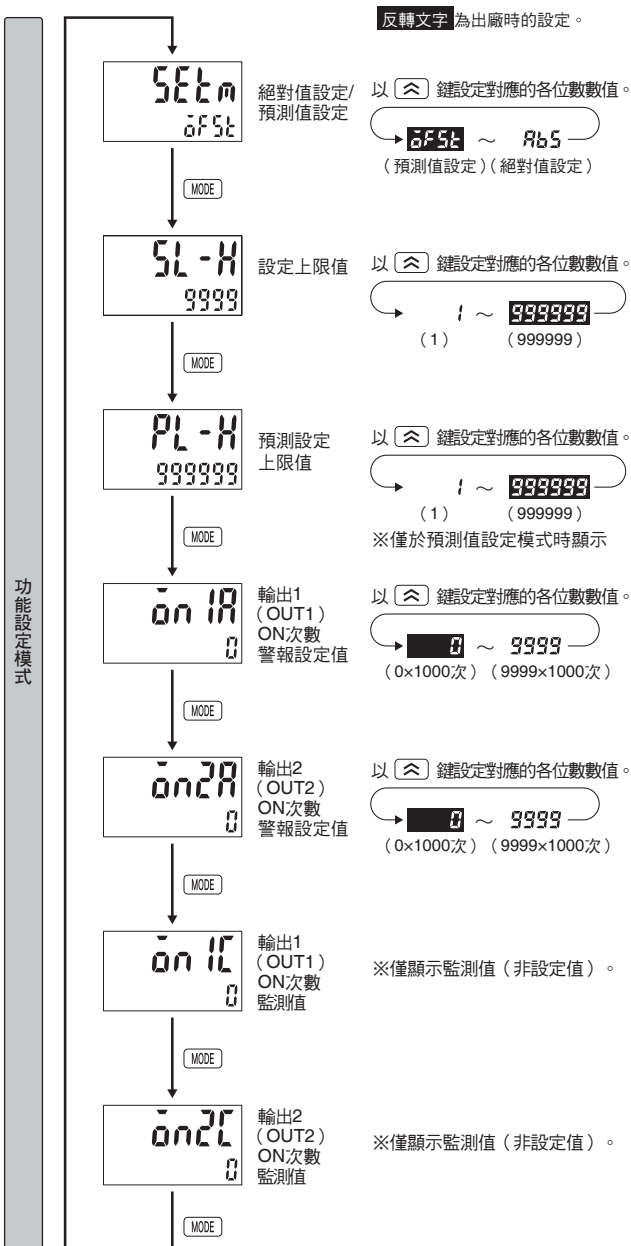 反轉文字 為出廠時的設定。
功能設定模式
SEtm
oFSt
絕對值設定/
預測值設定
以 鍵設定對應的各位數數值。
oFSt ～ AbS
（預測值設定）（絕對值設定）
MODE
SL-H
9999
設定上限值
以 鍵設定對應的各位數數值。
1 ～ 999999
（1） （999999）
MODE
PL-H
999999
預測設定
上限值
以 鍵設定對應的各位數數值。
1 ～ 999999
（1） （999999）
※僅於預測值設定模式時顯示
MODE
on1A
0
輸出1
（OUT1）
ON次數
警報設定值
以 鍵設定對應的各位數數值。
0 ～ 9999
（0×1000次）（9999×1000次）
MODE
on2A
0
輸出2
（OUT2）
ON次數
警報設定值
以 鍵設定對應的各位數數值。
0 ～ 9999
（0×1000次）（9999×1000次）
MODE
on1C
0
輸出1
（OUT1）
ON次數
監測值
※僅顯示監測值（非設定值）。
MODE
on2C
0
輸出2
（OUT2）
ON次數
監測值
※僅顯示監測值（非設定值）。
MODE